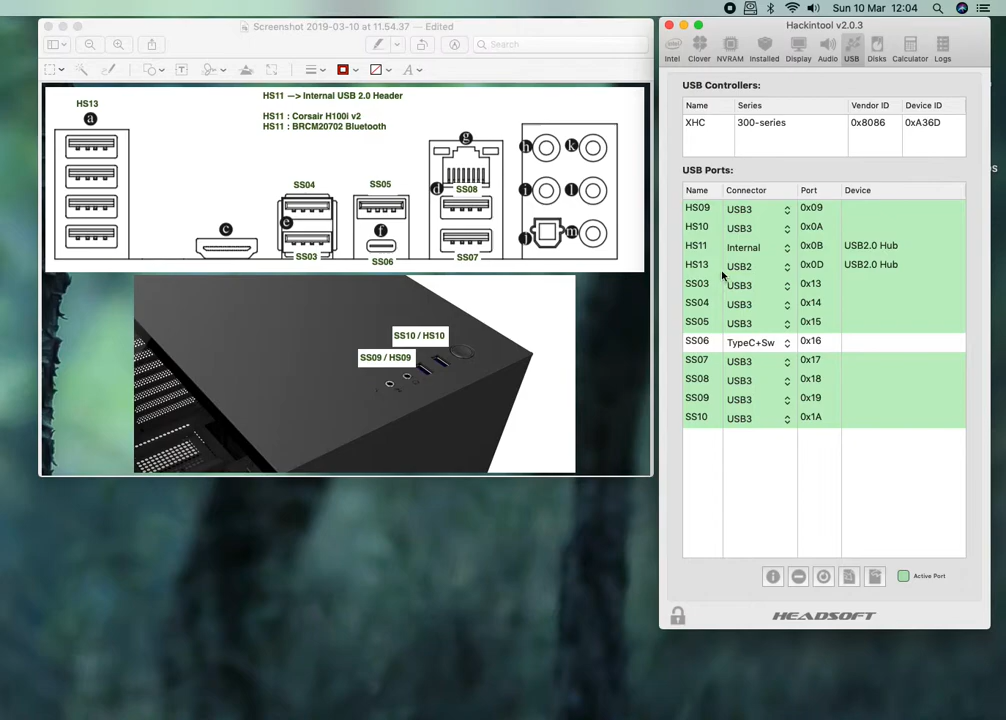 Sun 10 Mar 12:04
Screenshot 2019-03-10 at 11.54.37 — Edited
Search
HS11 —> Internal USB 2.0 Header
HS11 : Corsair H100i v2
HS11 : BRCM20702 Bluetooth
HS13
a
c
SS04
e
SS03
SS05
f
SS06
g
d
SS08
SS07
h
k
i
l
j
m
SS10 / HS10
SS09 / HS09
Hackintool v2.0.3
Intel Clover NVRAM Installed Display Audio USB Disks Calculator Logs
USB Controllers:
Name Series Vendor ID Device ID
XHC 300-series 0x8086 0xA36D
USB Ports:
Name Connector Port Device
HS09 USB3 0x09
HS10 USB3 0x0A
HS11 Internal 0x0B USB2.0 Hub
HS13 USB2 0x0D USB2.0 Hub
SS03 USB3 0x13
SS04 USB3 0x14
SS05 USB3 0x15
SS06 TypeC+Sw 0x16
SS07 USB3 0x17
SS08 USB3 0x18
SS09 USB3 0x19
SS10 USB3 0x1A
Active Port
HEADSOFT